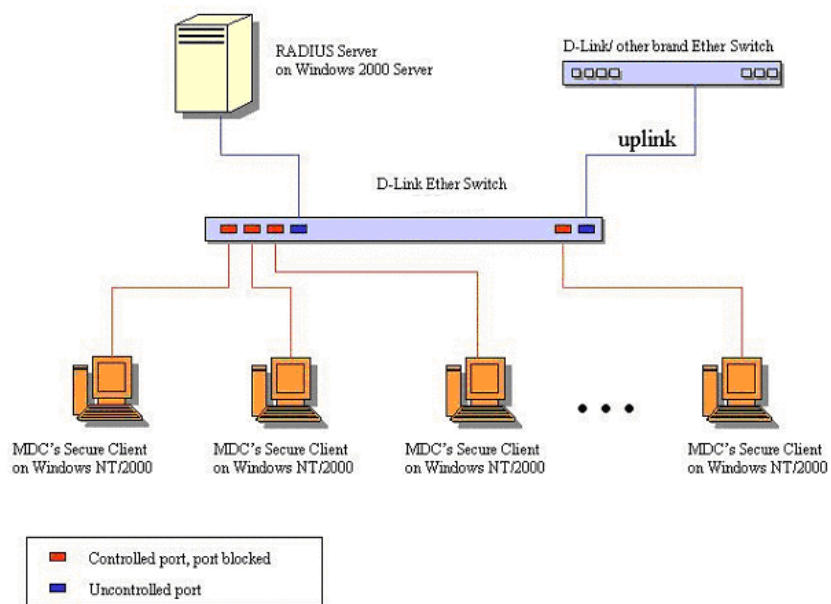 RADIUS Server
on Windows 2000 Server
D-Link/ other brand Ether Switch
uplink
D-Link Ether Switch
MDC's Secure Client
on Windows NT/2000
MDC's Secure Client
on Windows NT/2000
MDC's Secure Client
on Windows NT/2000
MDC's Secure Client
on Windows NT/2000
Controlled port, port blocked
Uncontrolled port